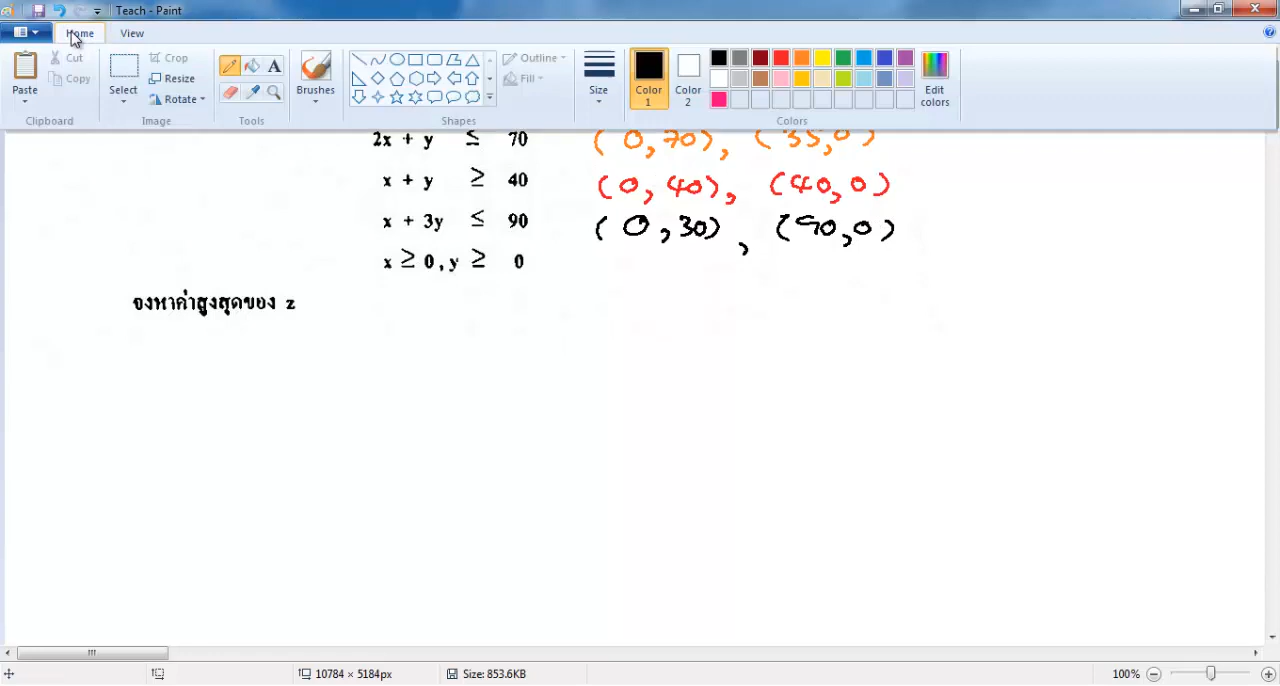 Teach - Paint
Home View
Paste
Cut
Copy
Clipboard
Select
Crop
Resize
Rotate
Image
A
Tools
Brushes
Shapes
Outline
Fill
Size
Color 1
Color 2
Edit colors
Colors
2x + y ≤ 70 (0,70), (35,0)
x + y ≥ 40 (0,40), (40,0)
x + 3y ≤ 90 (0,30), (90,0)
x ≥ 0, y ≥ 0
จงหาค่าสูงสุดของ z
10784 × 5184px
Size: 853.6KB
100%